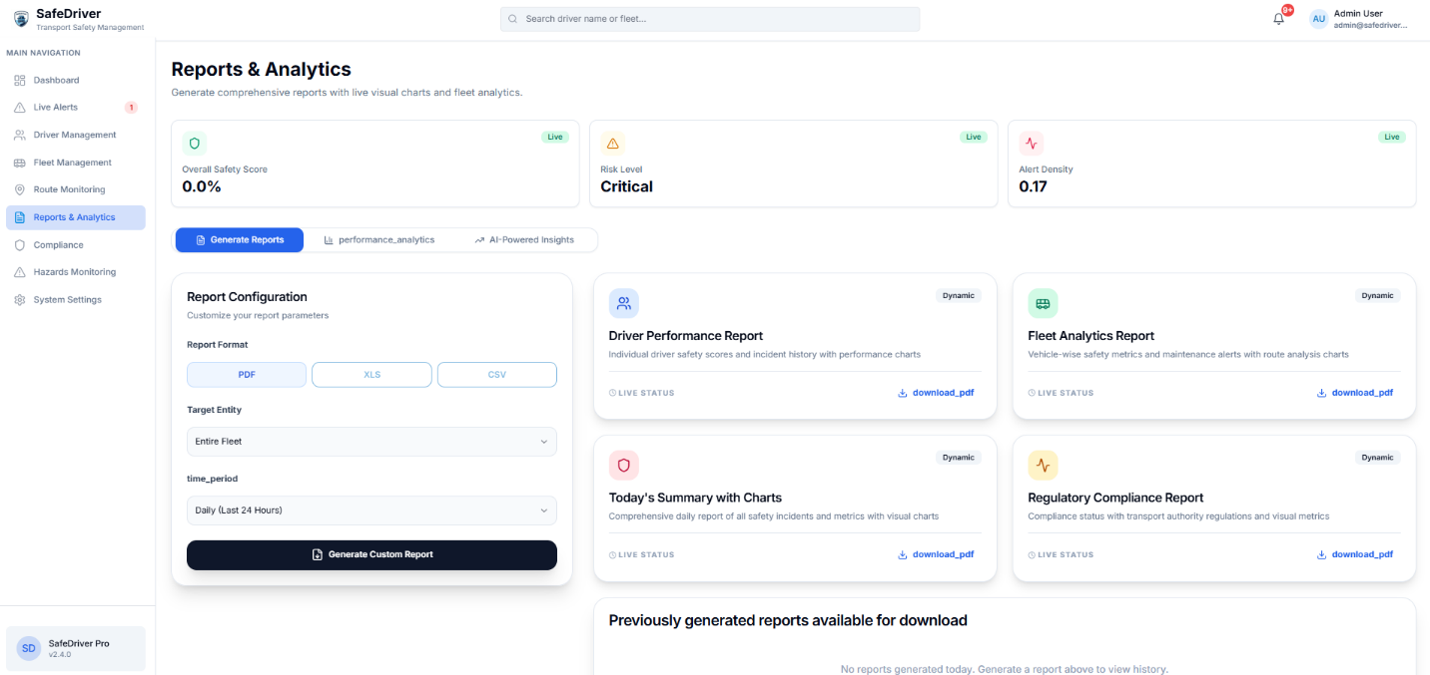 SafeDriver
Transport Safety Management
Search driver name or fleet...
9+
AU
Admin User
admin@safedriver...
MAIN NAVIGATION
Dashboard
Live Alerts
1
Driver Management
Fleet Management
Route Monitoring
Reports & Analytics
Compliance
Hazards Monitoring
System Settings
SD
SafeDriver Pro
v2.4.0
Reports & Analytics
Generate comprehensive reports with live visual charts and fleet analytics.
Live
Overall Safety Score
0.0%
Live
Risk Level
Critical
Live
Alert Density
0.17
Generate Reports
performance_analytics
AI-Powered Insights
Report Configuration
Customize your report parameters
Report Format
PDF
XLS
CSV
Target Entity
Entire Fleet
time_period
Daily (Last 24 Hours)
Generate Custom Report
Dynamic
Driver Performance Report
Individual driver safety scores and incident history with performance charts
LIVE STATUS
download_pdf
Dynamic
Fleet Analytics Report
Vehicle-wise safety metrics and maintenance alerts with route analysis charts
LIVE STATUS
download_pdf
Dynamic
Today's Summary with Charts
Comprehensive daily report of all safety incidents and metrics with visual charts
LIVE STATUS
download_pdf
Dynamic
Regulatory Compliance Report
Compliance status with transport authority regulations and visual metrics
LIVE STATUS
download_pdf
Previously generated reports available for download
No reports generated today. Generate a report above to view history.